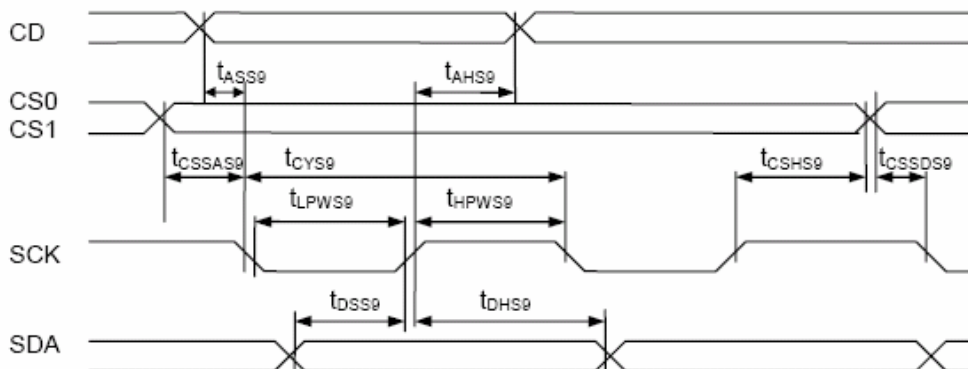 CD
tASS9 tAHS9
CS0
CS1
tCSSAS9 tCYS9 tCSHS9 tCSSDS9
tLPWS9 tHPWS9
SCK
tDSS9 tDHS9
SDA